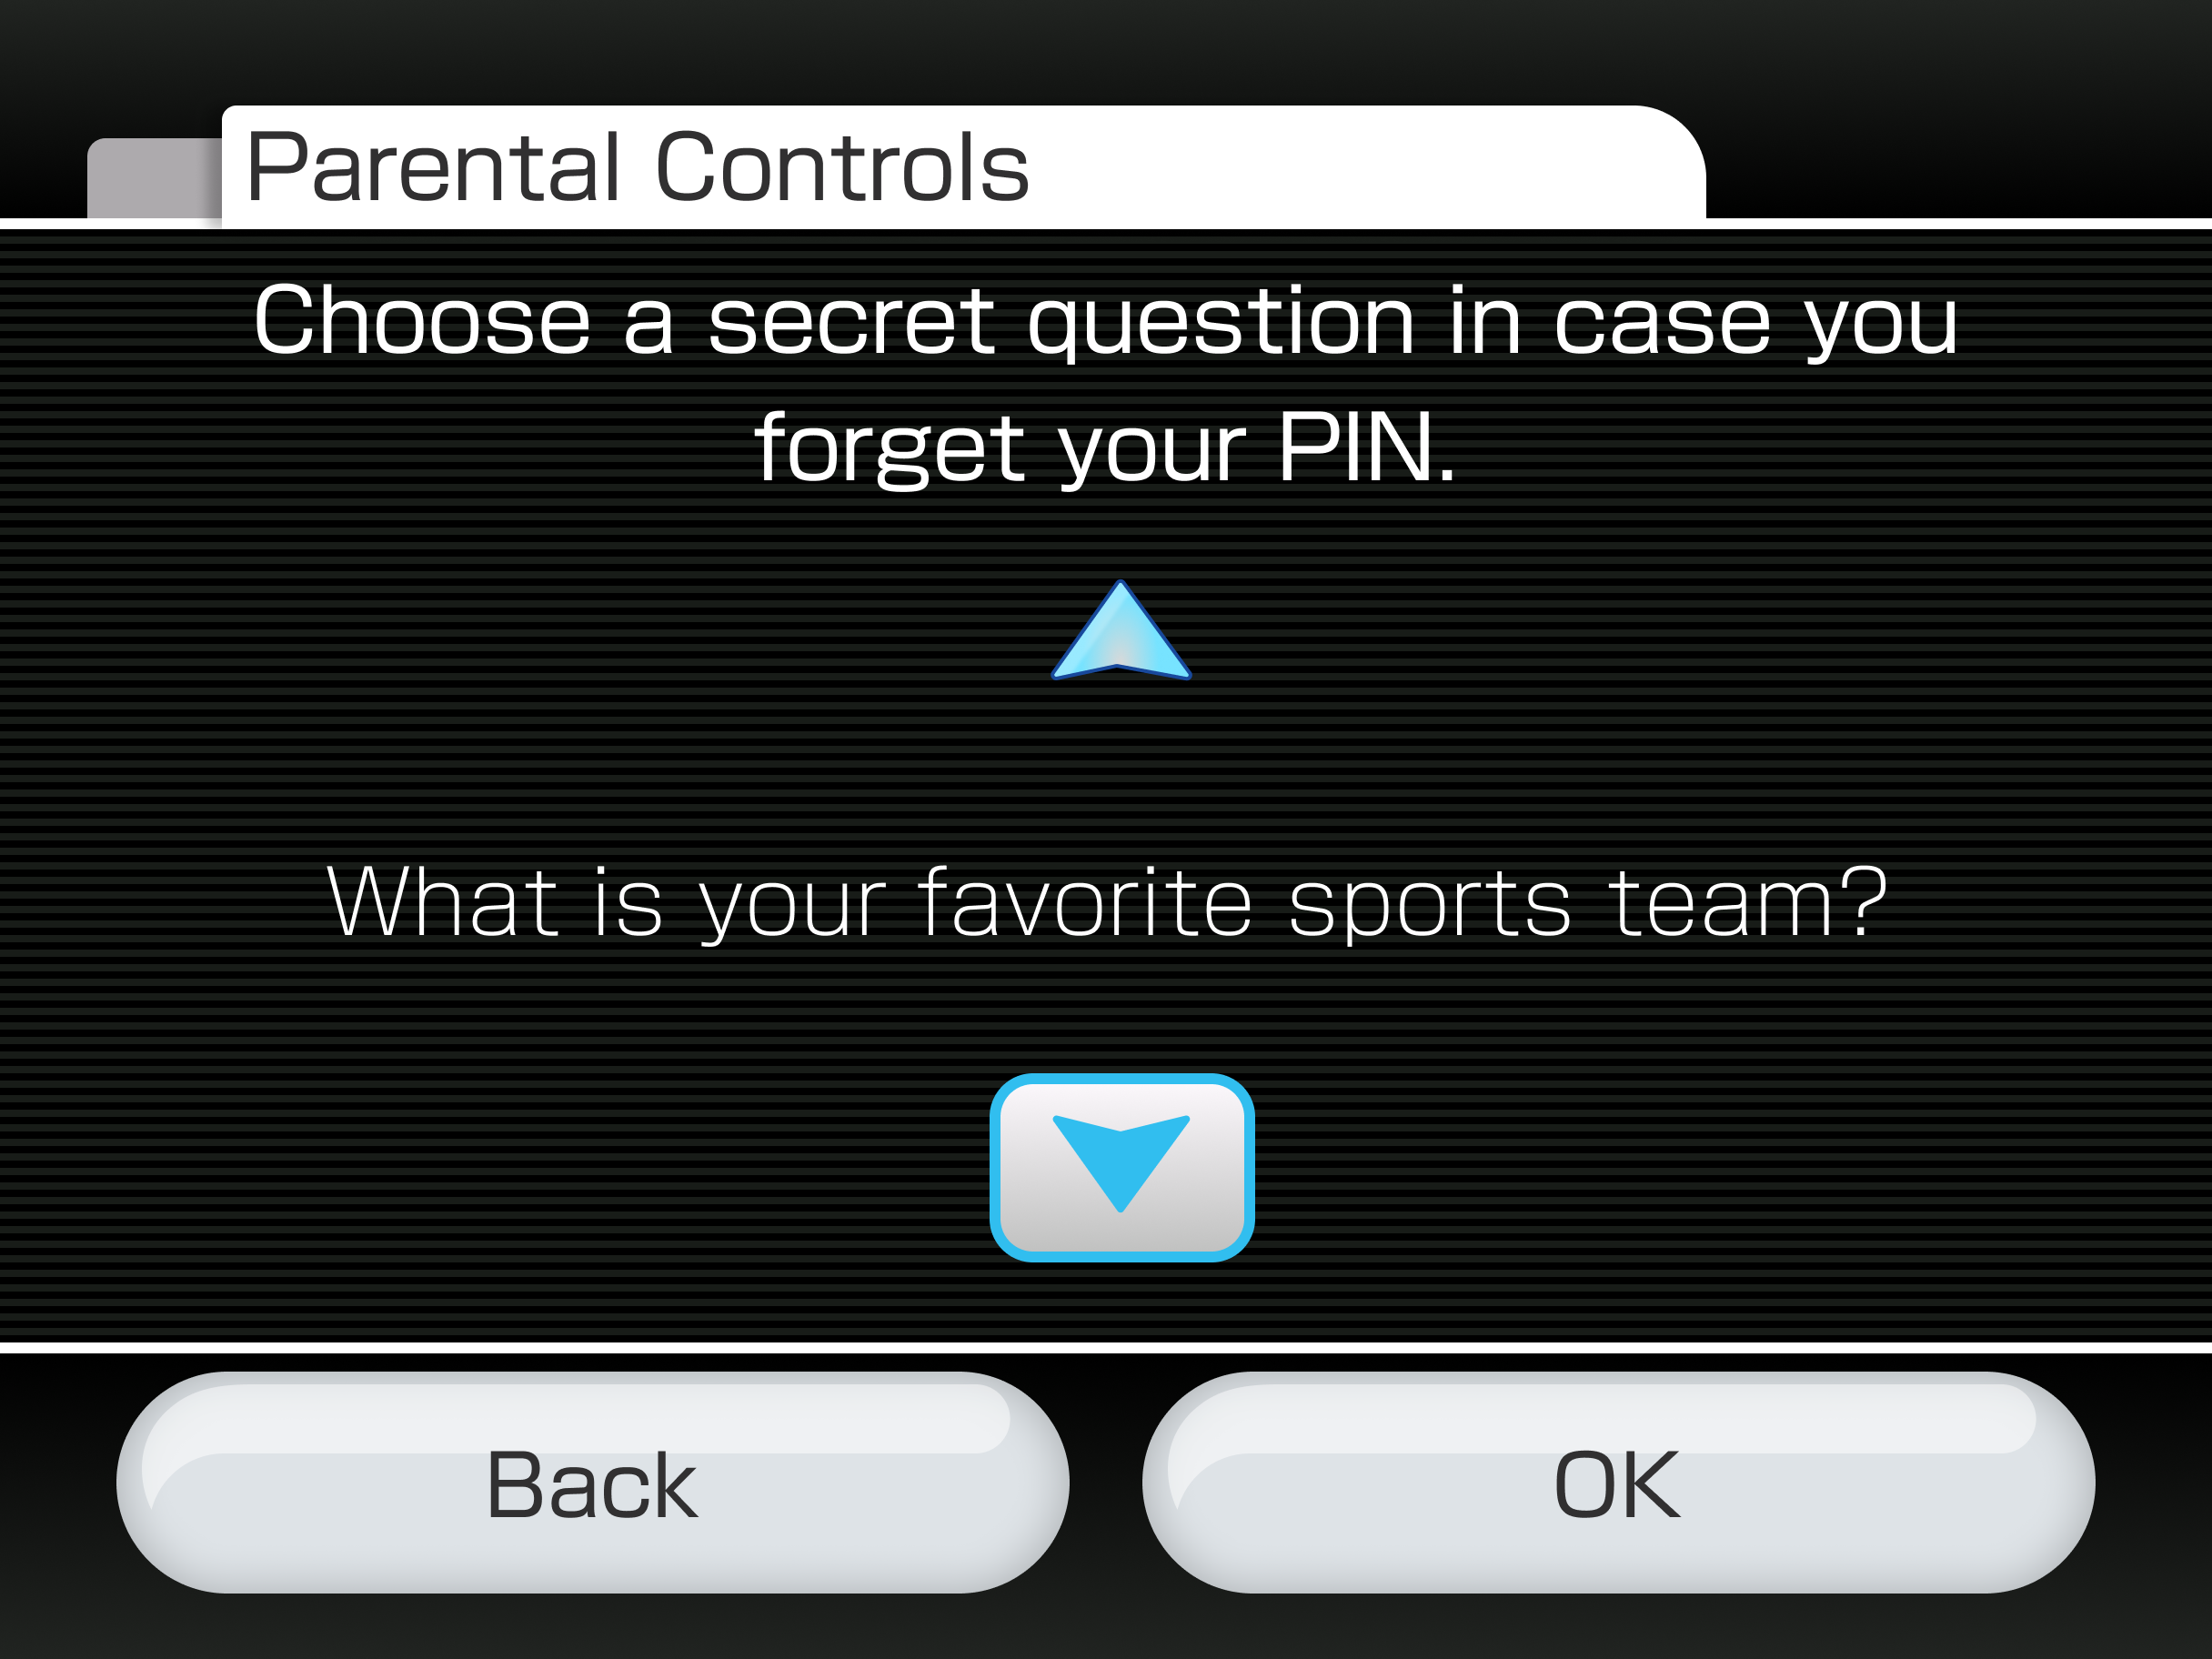 Parental Controls
Choose a secret question in case you
forget your PIN.
What is your favorite sports team?
Back
OK